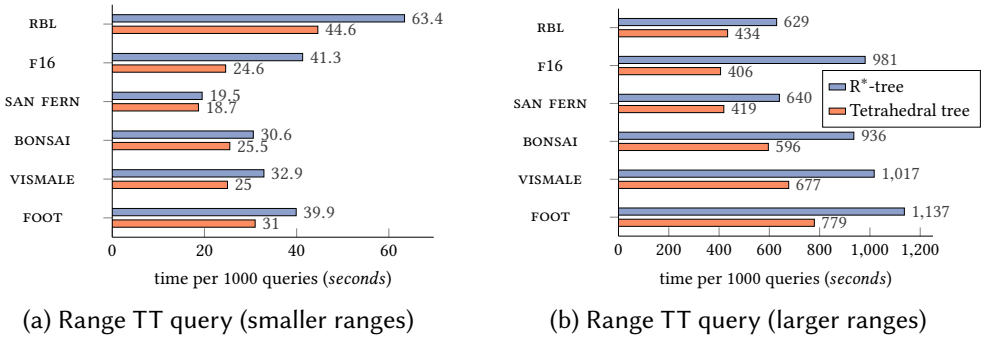 RBL
63.4
44.6
F16
41.3
24.6
SAN FERN
19.5
18.7
BONSAI
30.6
25.5
VISMALE
32.9
25
FOOT
39.9
31
0 20 40 60
time per 1000 queries (seconds)
(a) Range TT query (smaller ranges)
RBL
629
434
F16
981
406
SAN FERN
640
419
BONSAI
936
596
VISMALE
1,017
677
FOOT
1,137
779
R*-tree
Tetrahedral tree
0 200 400 600 800 1,000 1,200
time per 1000 queries (seconds)
(b) Range TT query (larger ranges)